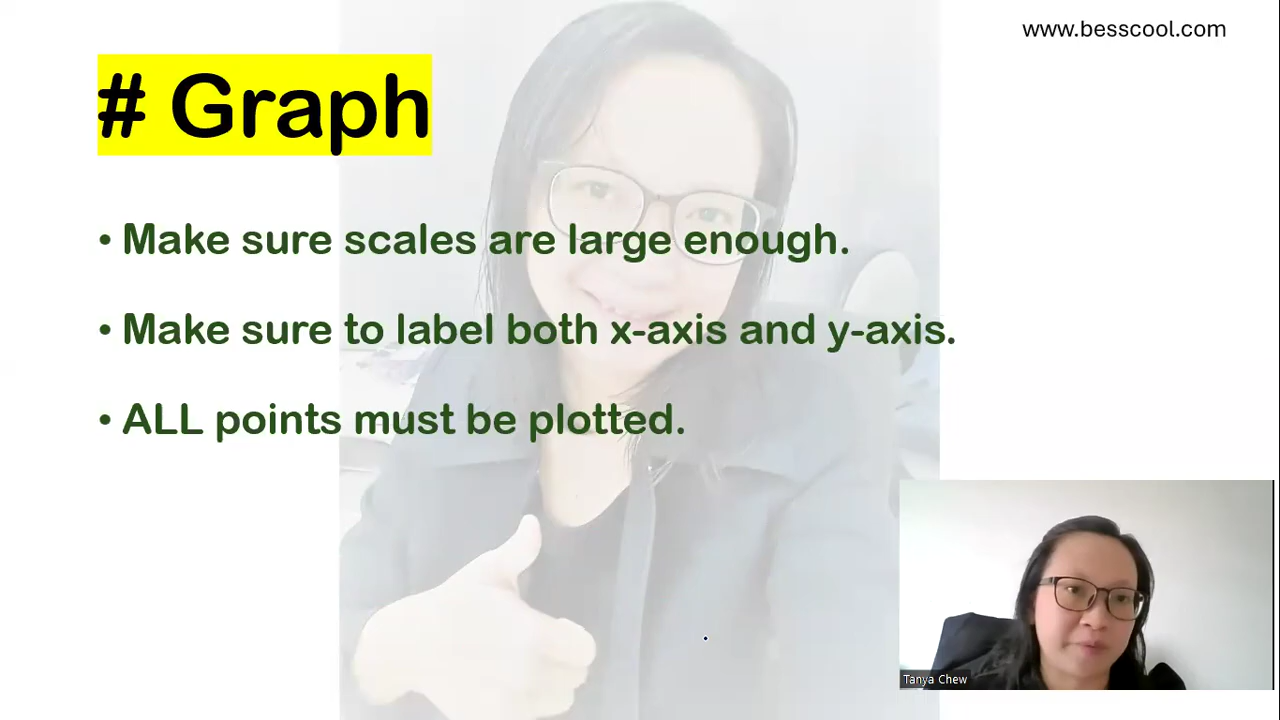 www.besscool.com
# Graph
• Make sure scales are large enough.
• Make sure to label both x-axis and y-axis.
• ALL points must be plotted.
Tanya Chew